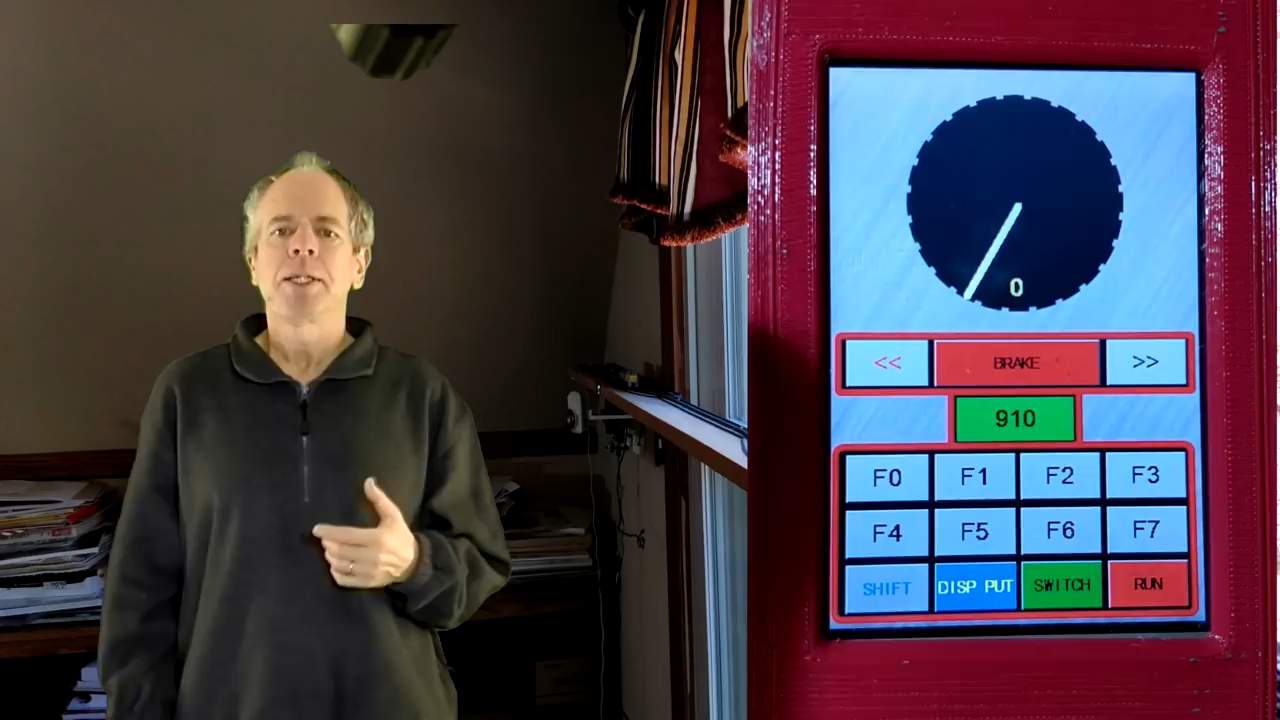 0
<< BRAKE >>
910
F0 F1 F2 F3
F4 F5 F6 F7
SHIFT DISP PUT SWITCH RUN